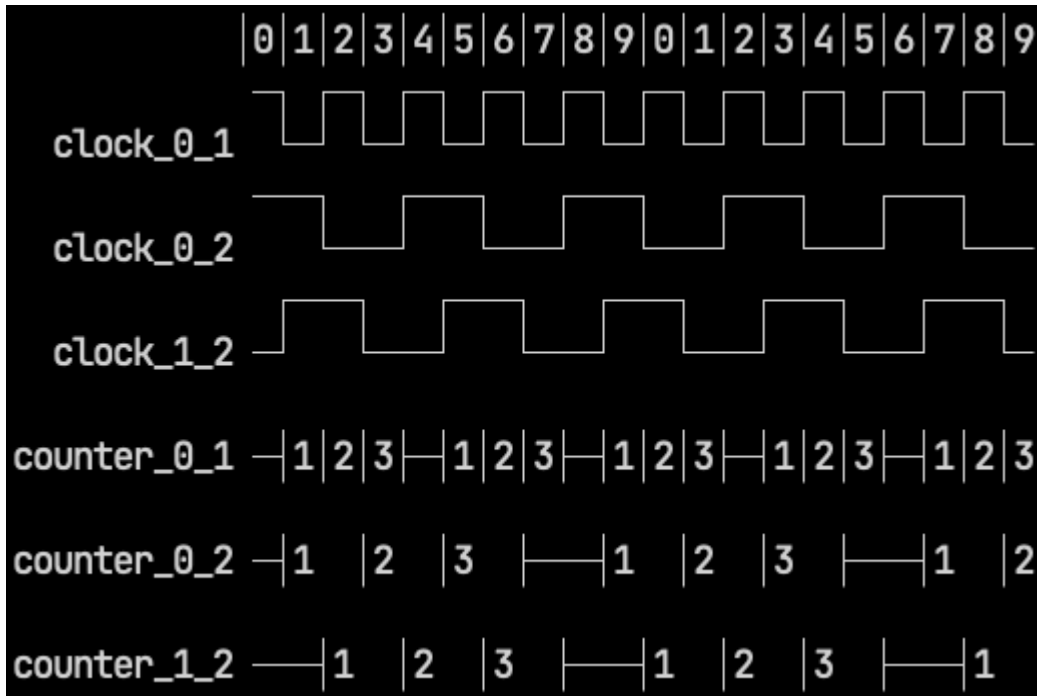 |0|1|2|3|4|5|6|7|8|9|0|1|2|3|4|5|6|7|8|9
clock_0_1
clock_0_2
clock_1_2
counter_0_1 1|2|3 1|2|3 1|2|3 1|2|3 1|2|3
counter_0_2 1 2 3 1 2 3 1 2
counter_1_2 1 2 3 1 2 3 1